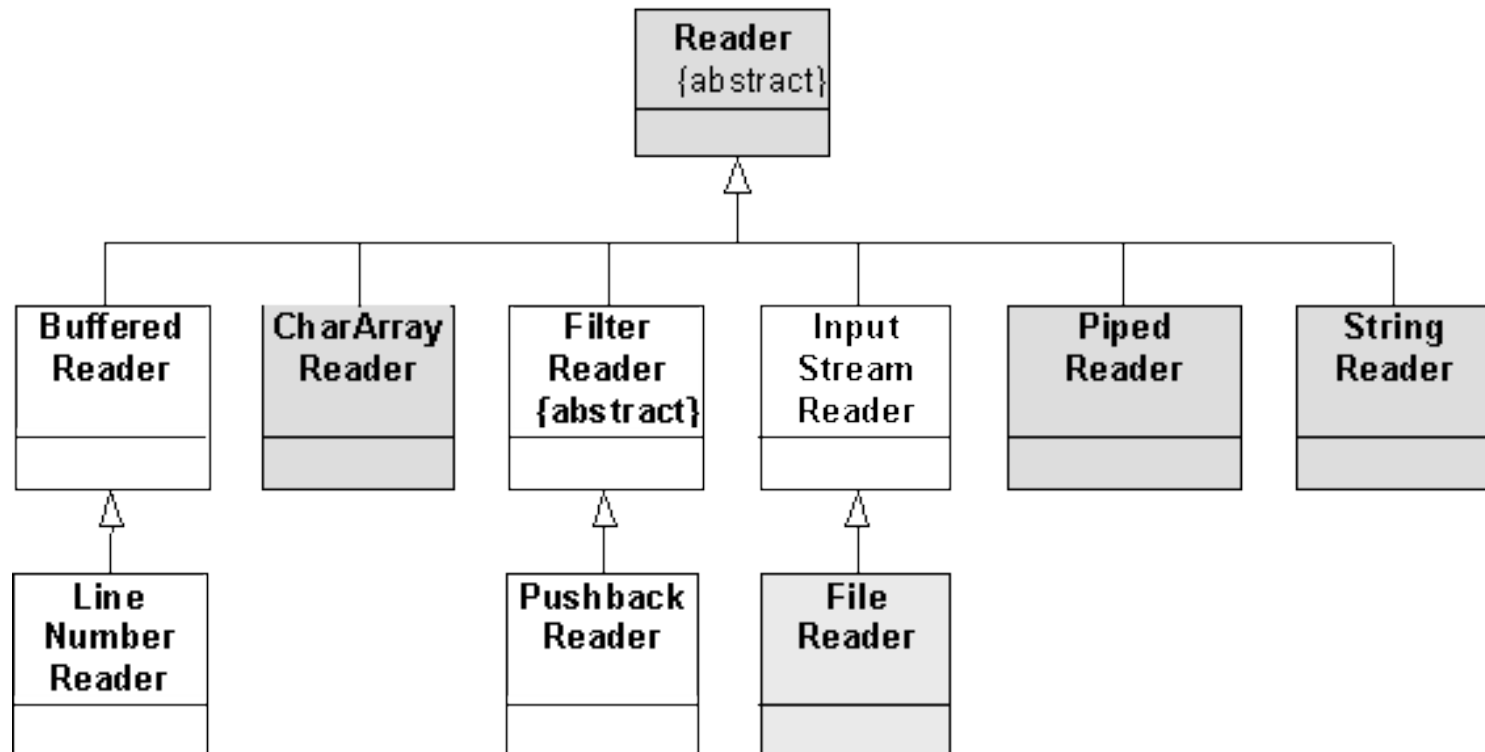 Reader
{abstract}
Buffered
Reader
CharArray
Reader
Filter
Reader
{abstract}
Input
Stream
Reader
Piped
Reader
String
Reader
Line
Number
Reader
Pushback
Reader
File
Reader